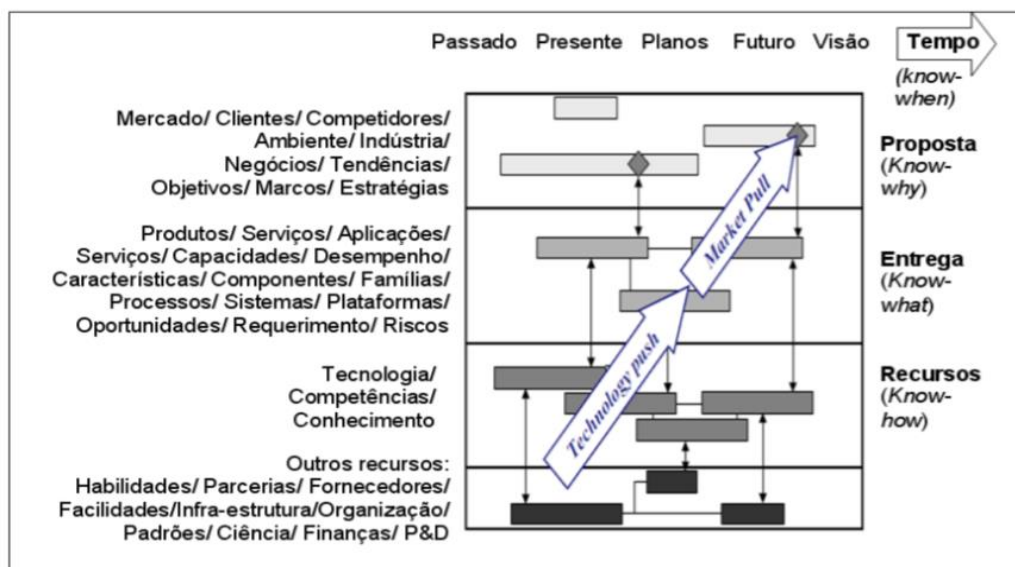 Passado Presente Planos Futuro Visão Tempo
(know-
when)
Mercado/ Clientes/ Competidores/
Ambiente/ Indústria/
Negócios/ Tendências/
Objetivos/ Marcos/ Estratégias
Proposta
(Know-
why)
Market Pull
Produtos/ Serviços/ Aplicações/
Serviços/ Capacidades/ Desempenho/
Características/ Componentes/ Famílias/
Processos/ Sistemas/ Plataformas/
Oportunidades/ Requerimento/ Riscos
Entrega
(Know-
what)
Technology push
Tecnologia/
Competências/
Conhecimento
Recursos
(Know-
how)
Outros recursos:
Habilidades/ Parcerias/ Fornecedores/
Facilidades/Infra-estrutura/Organização/
Padrões/ Ciência/ Finanças/ P&D